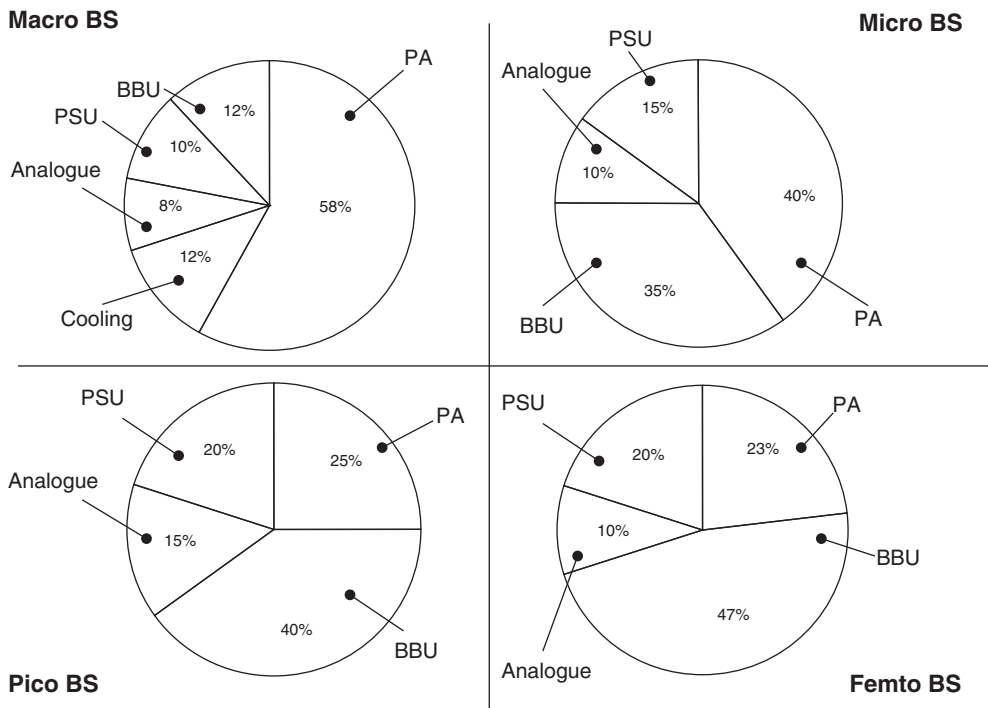 Macro BS
PA
BBU
12%
PSU
10%
Analogue
8%
58%
12%
Cooling
Micro BS
PSU
Analogue
15%
10%
40%
35%
BBU
PA
PSU
20%
PA
25%
Analogue
15%
40%
BBU
Pico BS
PSU
20%
PA
23%
10%
BBU
47%
Analogue
Femto BS